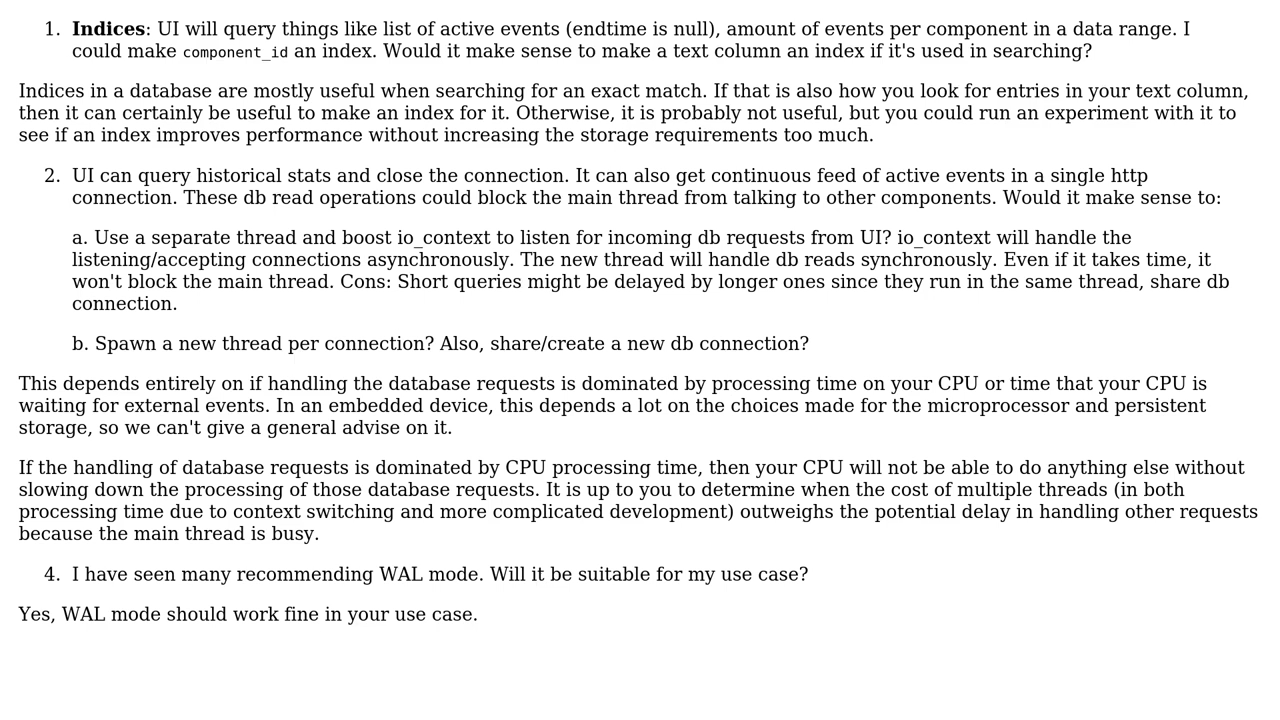 1. Indices: UI will query things like list of active events (endtime is null), amount of events per component in a data range. I
could make component_id an index. Would it make sense to make a text column an index if it's used in searching?
Indices in a database are mostly useful when searching for an exact match. If that is also how you look for entries in your text column,
then it can certainly be useful to make an index for it. Otherwise, it is probably not useful, but you could run an experiment with it to
see if an index improves performance without increasing the storage requirements too much.
2. UI can query historical stats and close the connection. It can also get continuous feed of active events in a single http
connection. These db read operations could block the main thread from talking to other components. Would it make sense to:
a. Use a separate thread and boost io_context to listen for incoming db requests from UI? io_context will handle the
listening/accepting connections asynchronously. The new thread will handle db reads synchronously. Even if it takes time, it
won't block the main thread. Cons: Short queries might be delayed by longer ones since they run in the same thread, share db
connection.
b. Spawn a new thread per connection? Also, share/create a new db connection?
This depends entirely on if handling the database requests is dominated by processing time on your CPU or time that your CPU is
waiting for external events. In an embedded device, this depends a lot on the choices made for the microprocessor and persistent
storage, so we can't give a general advise on it.
If the handling of database requests is dominated by CPU processing time, then your CPU will not be able to do anything else without
slowing down the processing of those database requests. It is up to you to determine when the cost of multiple threads (in both
processing time due to context switching and more complicated development) outweighs the potential delay in handling other requests
because the main thread is busy.
4. I have seen many recommending WAL mode. Will it be suitable for my use case?
Yes, WAL mode should work fine in your use case.